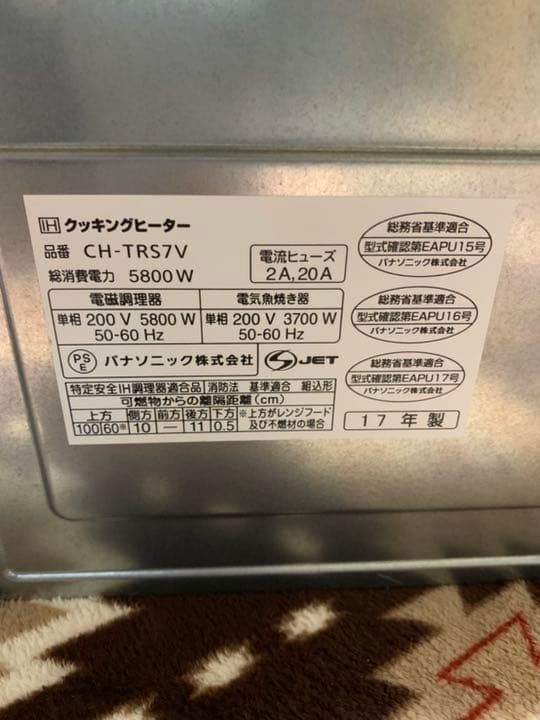 IH クッキングヒーター
品番 CH-TRS7V
総消費電力 5800W
電流ヒューズ
2A,20A
電磁調理器 電気魚焼き器
単相 200 V 5800 W 単相 200 V 3700 W
50-60 Hz 50-60 Hz
PSE パナソニック株式会社 JET
特定安全IH調理器適合品 消防法 基準適合 組込形
可燃物からの離隔距離(cm)
上方 側方 前方 後方 下方 ※上方がレンジフード
100 60※ 10 — 11 0.5 及び不燃材の場合
総務省基準適合
型式確認第EAPU15号
パナソニック株式会社
総務省基準適合
型式確認第EAPU16号
パナソニック株式会社
総務省基準適合
型式確認第EAPU17号
パナソニック株式会社
17年製